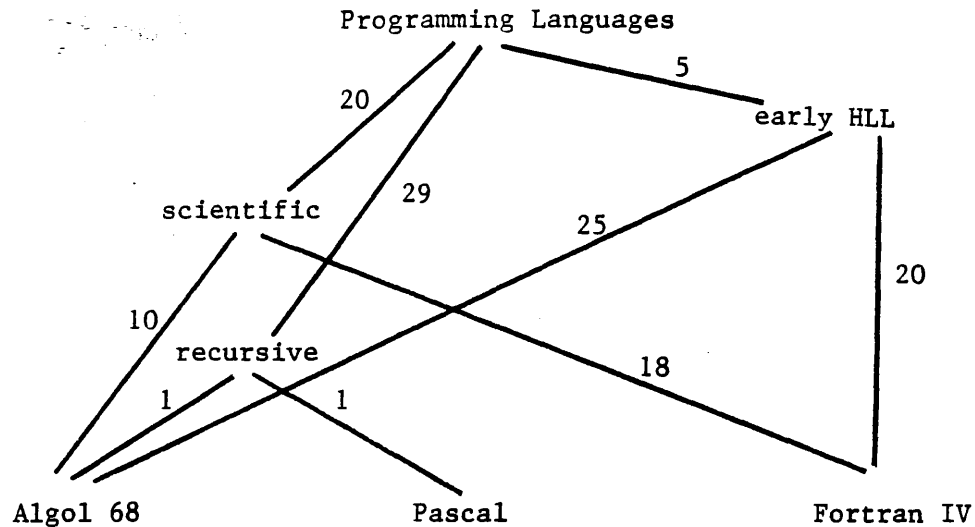 Programming Languages
5
20
early HLL
29
scientific
25
20
10
recursive
18
1
1
Algol 68
Pascal
Fortran IV